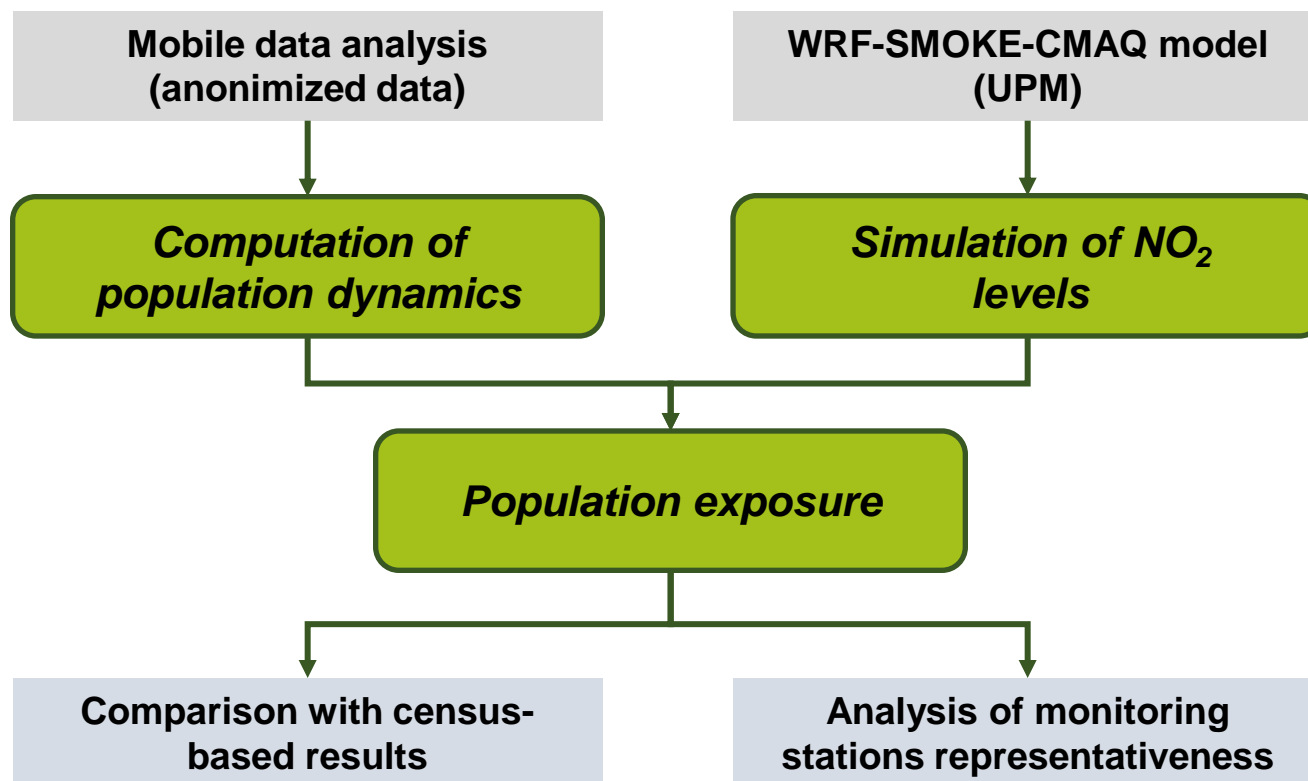 Mobile data analysis
(anonimized data)
WRF-SMOKE-CMAQ model
(UPM)
Computation of
population dynamics
Simulation of NO₂
levels
Population exposure
Comparison with census-
based results
Analysis of monitoring
stations representativeness